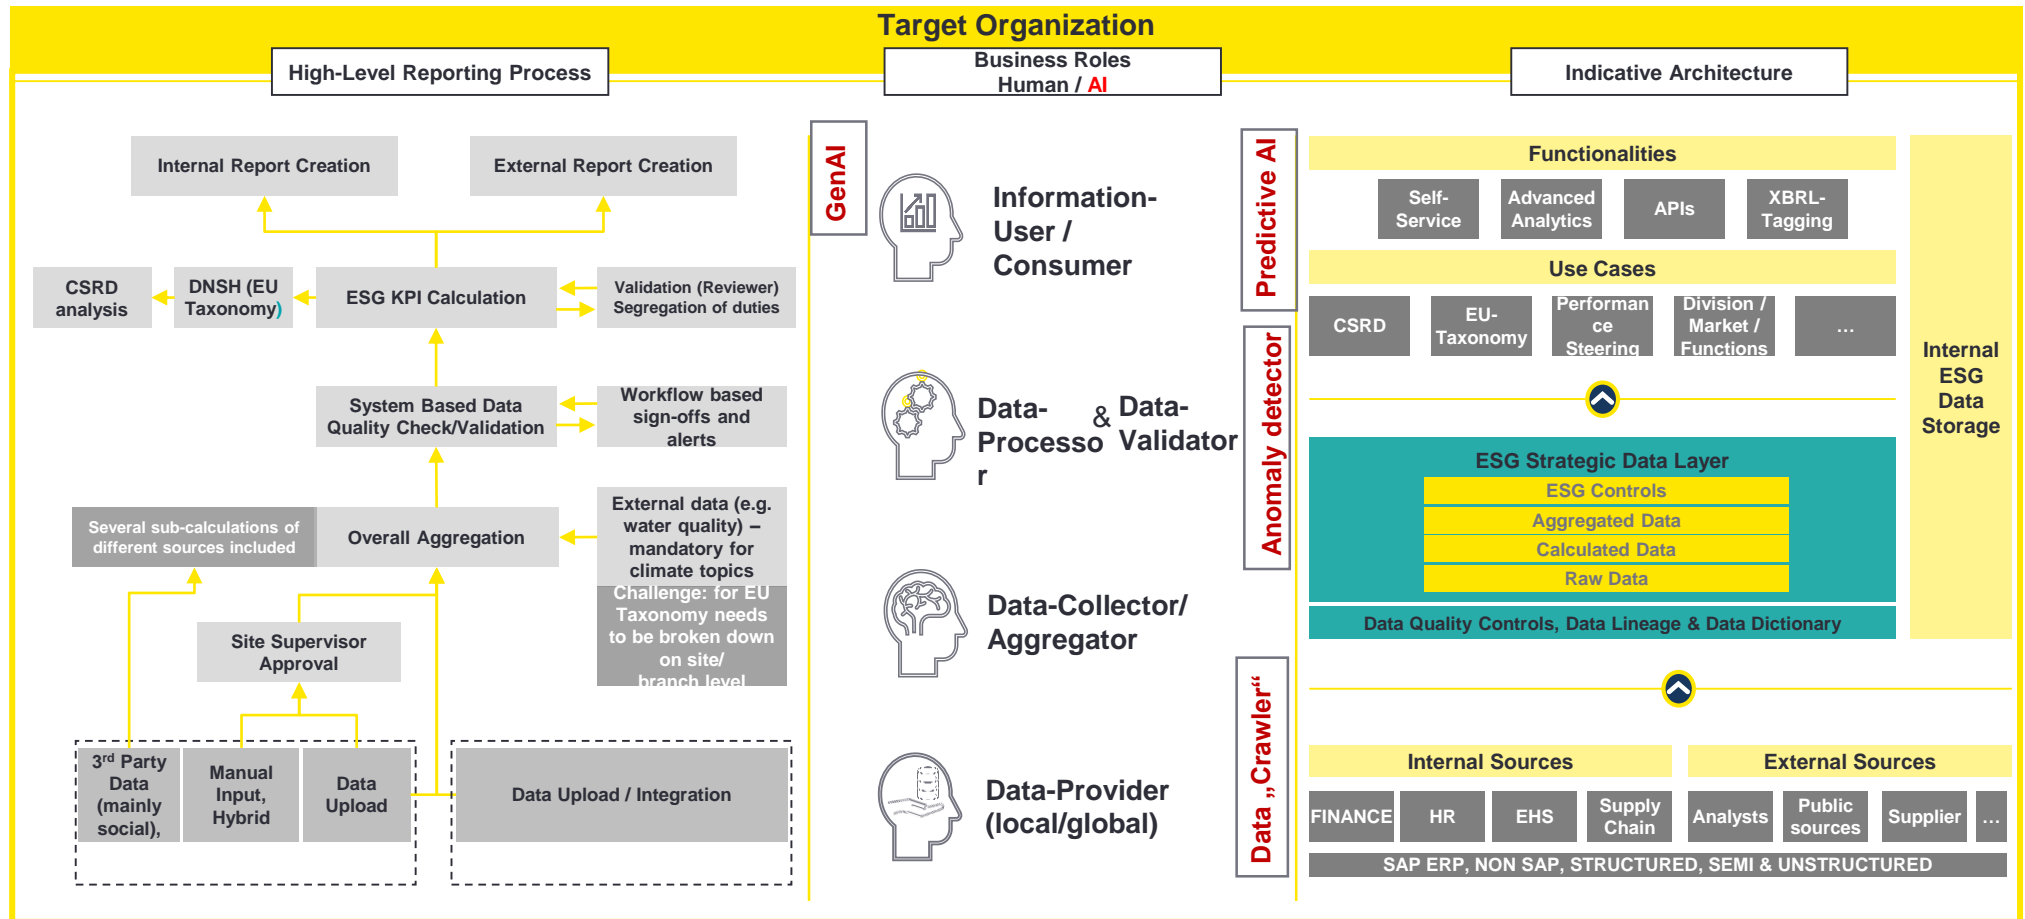 Target Organization
High-Level Reporting Process
Business Roles
Human / AI
Indicative Architecture
Internal Report Creation
External Report Creation
CSRD
analysis
DNSH (EU
Taxonomy)
ESG KPI Calculation
Validation (Reviewer)
Segregation of duties
System Based Data
Quality Check/Validation
Workflow based
sign-offs and
alerts
Several sub-calculations of
different sources included
Overall Aggregation
External data (e.g.
water quality) –
mandatory for
climate topics
Challenge: for EU
Taxonomy needs
to be broken down
on site/
branch level
Site Supervisor
Approval
3rd Party
Data
(mainly
social),
Manual
Input,
Hybrid
Data
Upload
Data Upload / Integration
GenAI
Information-
User /
Consumer
Data-
Processo
r
&
Data-
Validator
Data-Collector/
Aggregator
Data-Provider
(local/global)
Predictive AI
Anomaly detector
Data „Crawler“
Functionalities
Self-
Service
Advanced
Analytics
APIs
XBRL-
Tagging
Use Cases
CSRD
EU-
Taxonomy
Performan
ce
Steering
Division /
Market /
Functions
…
Internal
ESG
Data
Storage
ESG Strategic Data Layer
ESG Controls
Aggregated Data
Calculated Data
Raw Data
Data Quality Controls, Data Lineage & Data Dictionary
Internal Sources
External Sources
FINANCE
HR
EHS
Supply
Chain
Analysts
Public
sources
Supplier
…
SAP ERP, NON SAP, STRUCTURED, SEMI & UNSTRUCTURED